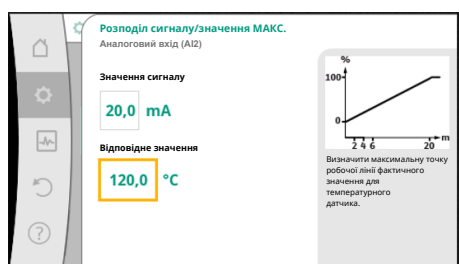 Розподіл сигналу/значення МАКС.
Аналоговий вхід (AI2)
Значення сигналу
20,0 mA
Відповідне значення
120,0 °C
%
100
0
2 4 6 20 m
Визначити максимальну точку
робочої лінії фактичного
значення для
температурного
датчика.
?